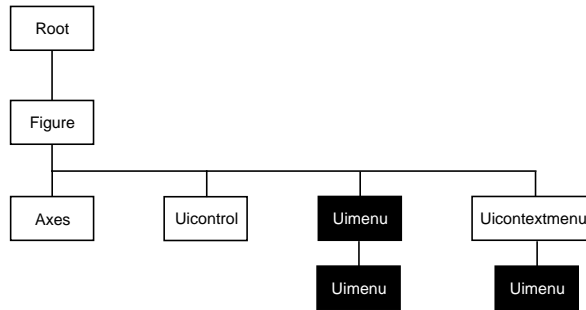 Root
Figure
Axes
Uicontrol
Uimenu
Uicontextmenu
Uimenu
Uimenu